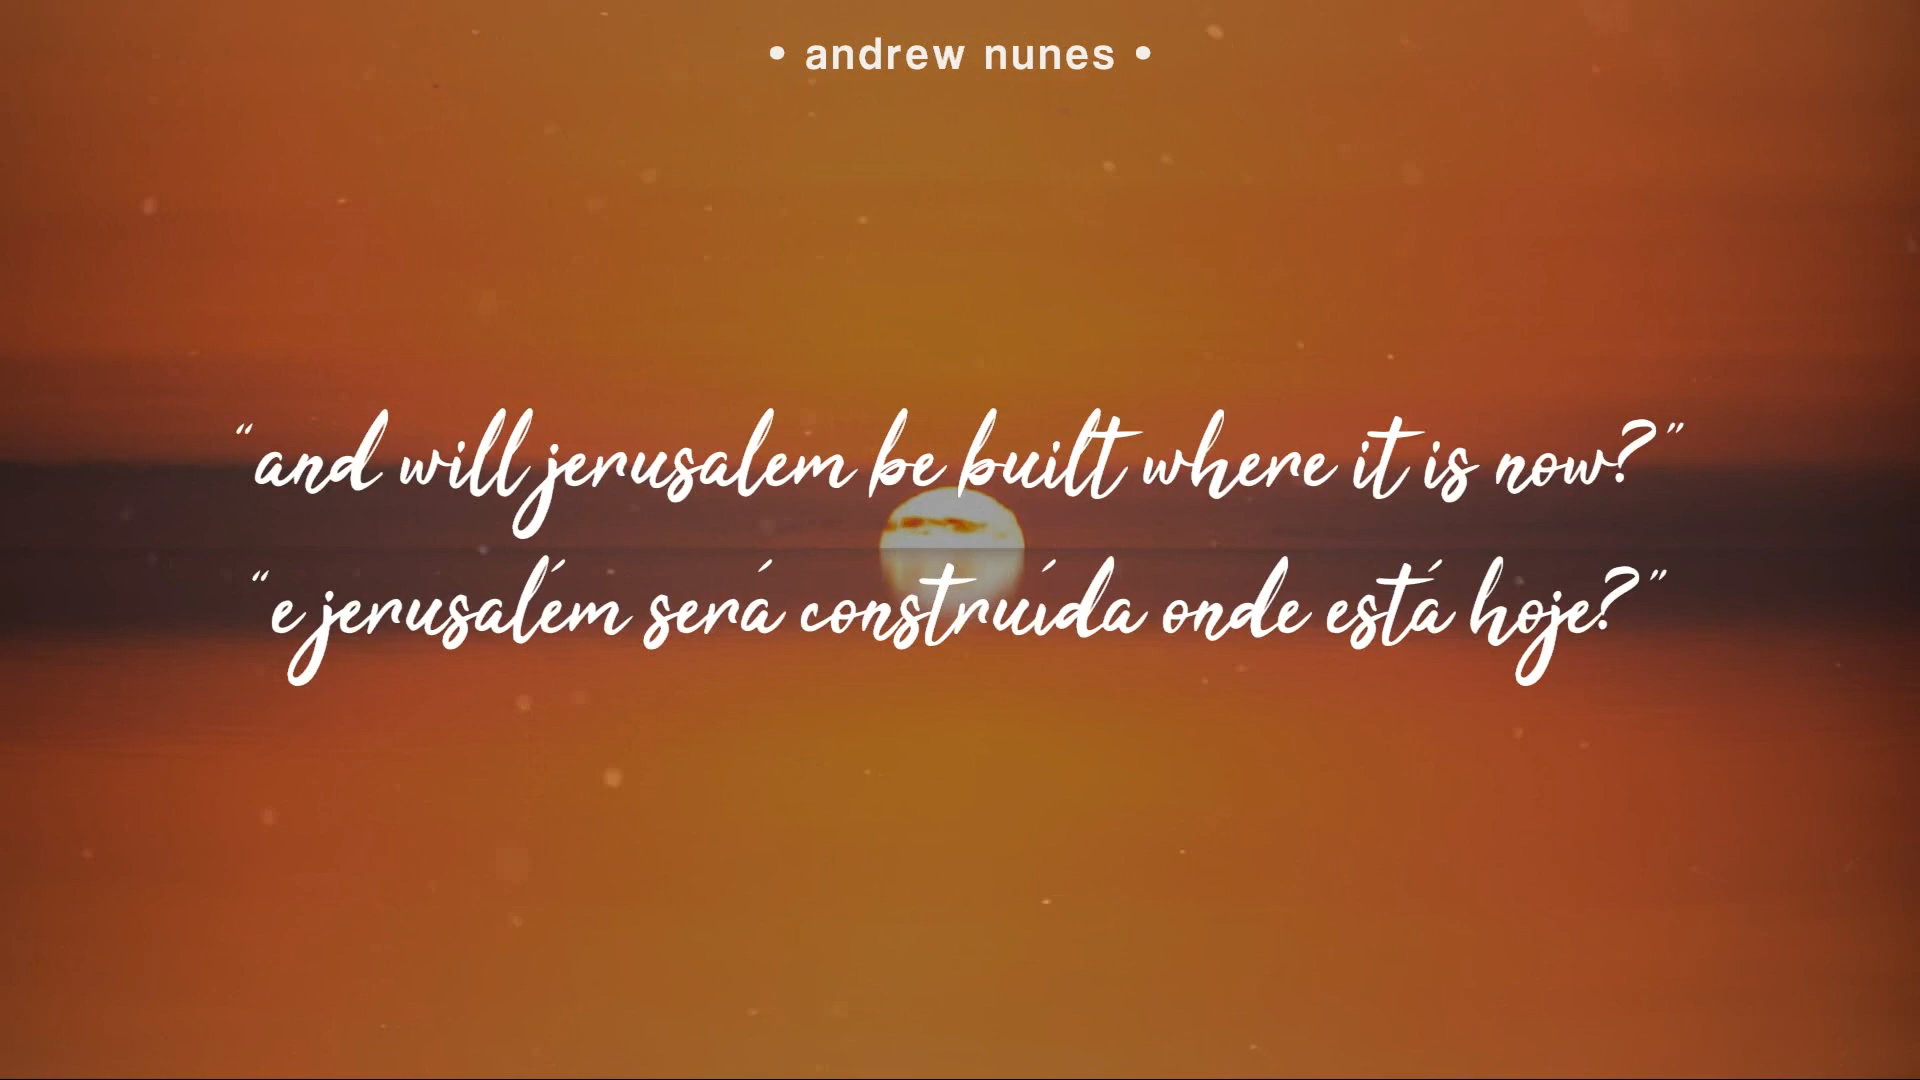 • andrew nunes •
“and will jerusalem be built where it is now?”
“e jerusalém será construída onde está hoje?”